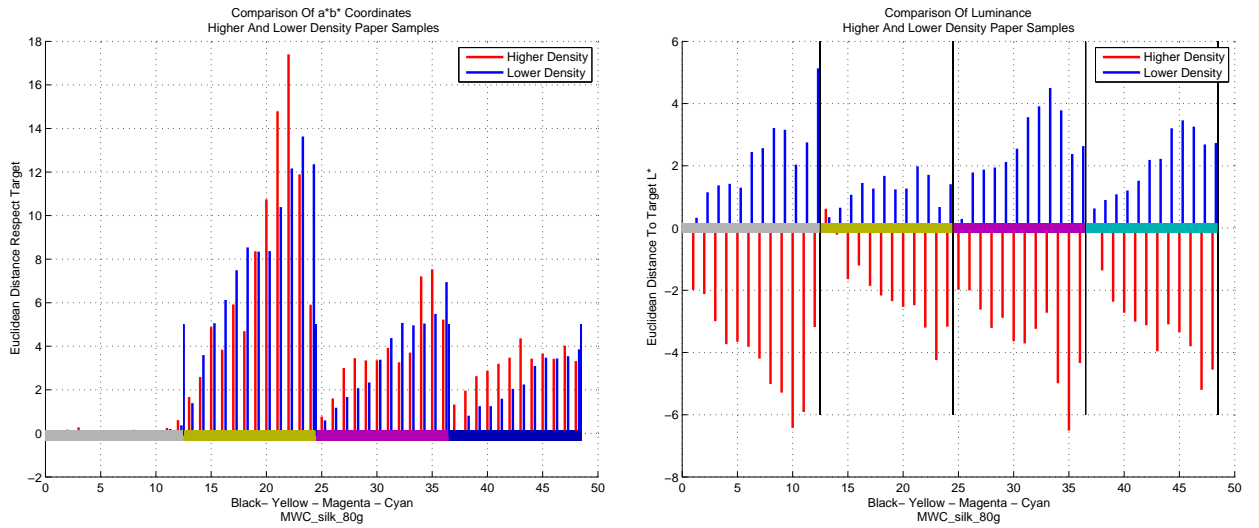 Comparison Of a*b* Coordinates
Higher And Lower Density Paper Samples
18
16
14
12
10
8
6
4
2
0
−2
Euclidean Distance Respect Target
Higher Density
Lower Density
0 5 10 15 20 25 30 35 40 45 50
Black− Yellow − Magenta − Cyan
MWC_silk_80g
Comparison Of Luminance
Higher And Lower Density Paper Samples
6
4
2
0
−2
−4
−6
−8
Euclidean Distance To Target L*
Higher Density
Lower Density
0 5 10 15 20 25 30 35 40 45 50
Black− Yellow − Magenta − Cyan
MWC_silk_80g